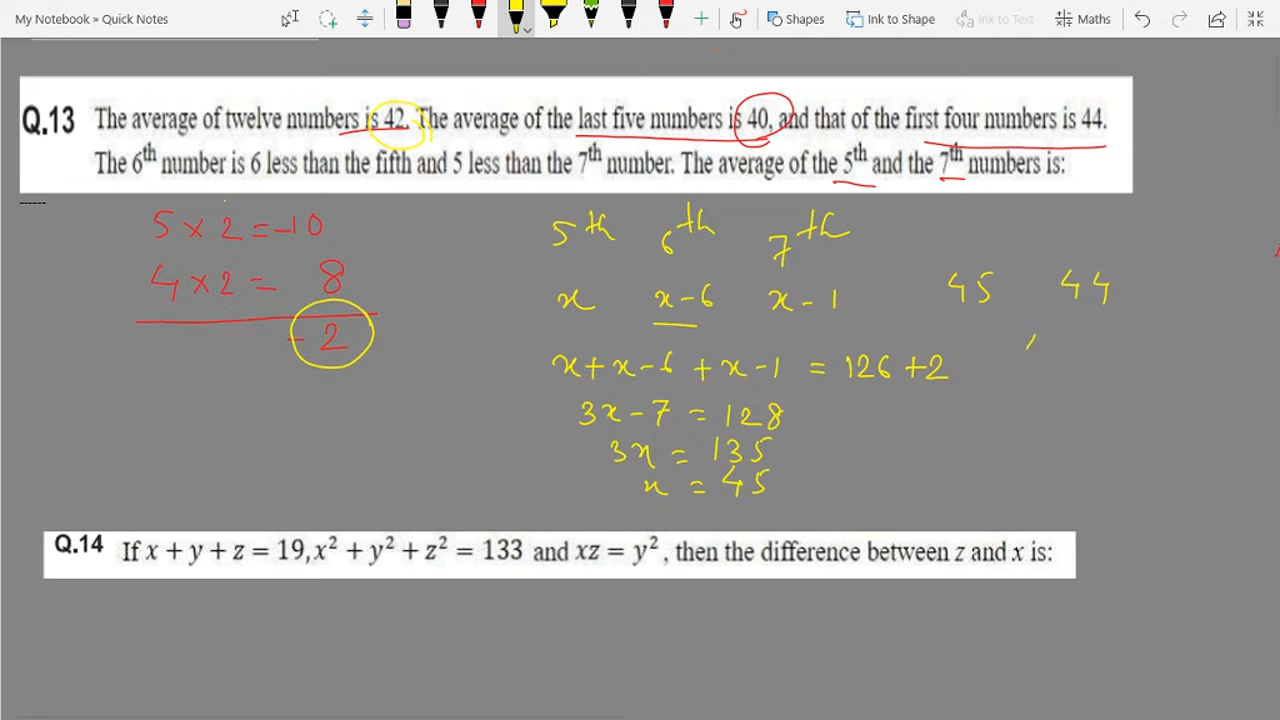 My Notebook » Quick Notes
Shapes
Ink to Shape
Ink to Text
Maths
Q.13 The average of twelve numbers is 42. The average of the last five numbers is 40, and that of the first four numbers is 44.
The 6th number is 6 less than the fifth and 5 less than the 7th number. The average of the 5th and the 7th numbers is:
5 × 2 = -10
4 × 2 = 8
- 2
5th 6th 7th
x x-6 x-1 45 44
,
x+x-6+x-1 = 126+2
3x-7 = 128
3x = 135
x = 45
Q.14 If x + y + z = 19, x² + y² + z² = 133 and xz = y², then the difference between z and x is: